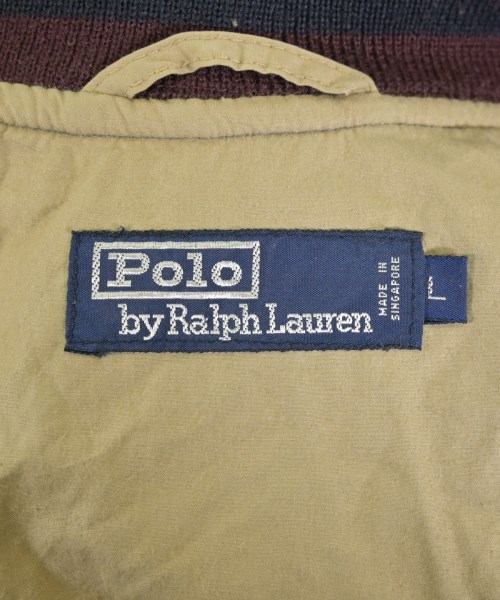 Polo
by Ralph Lauren
MADE IN
SINGAPORE
L